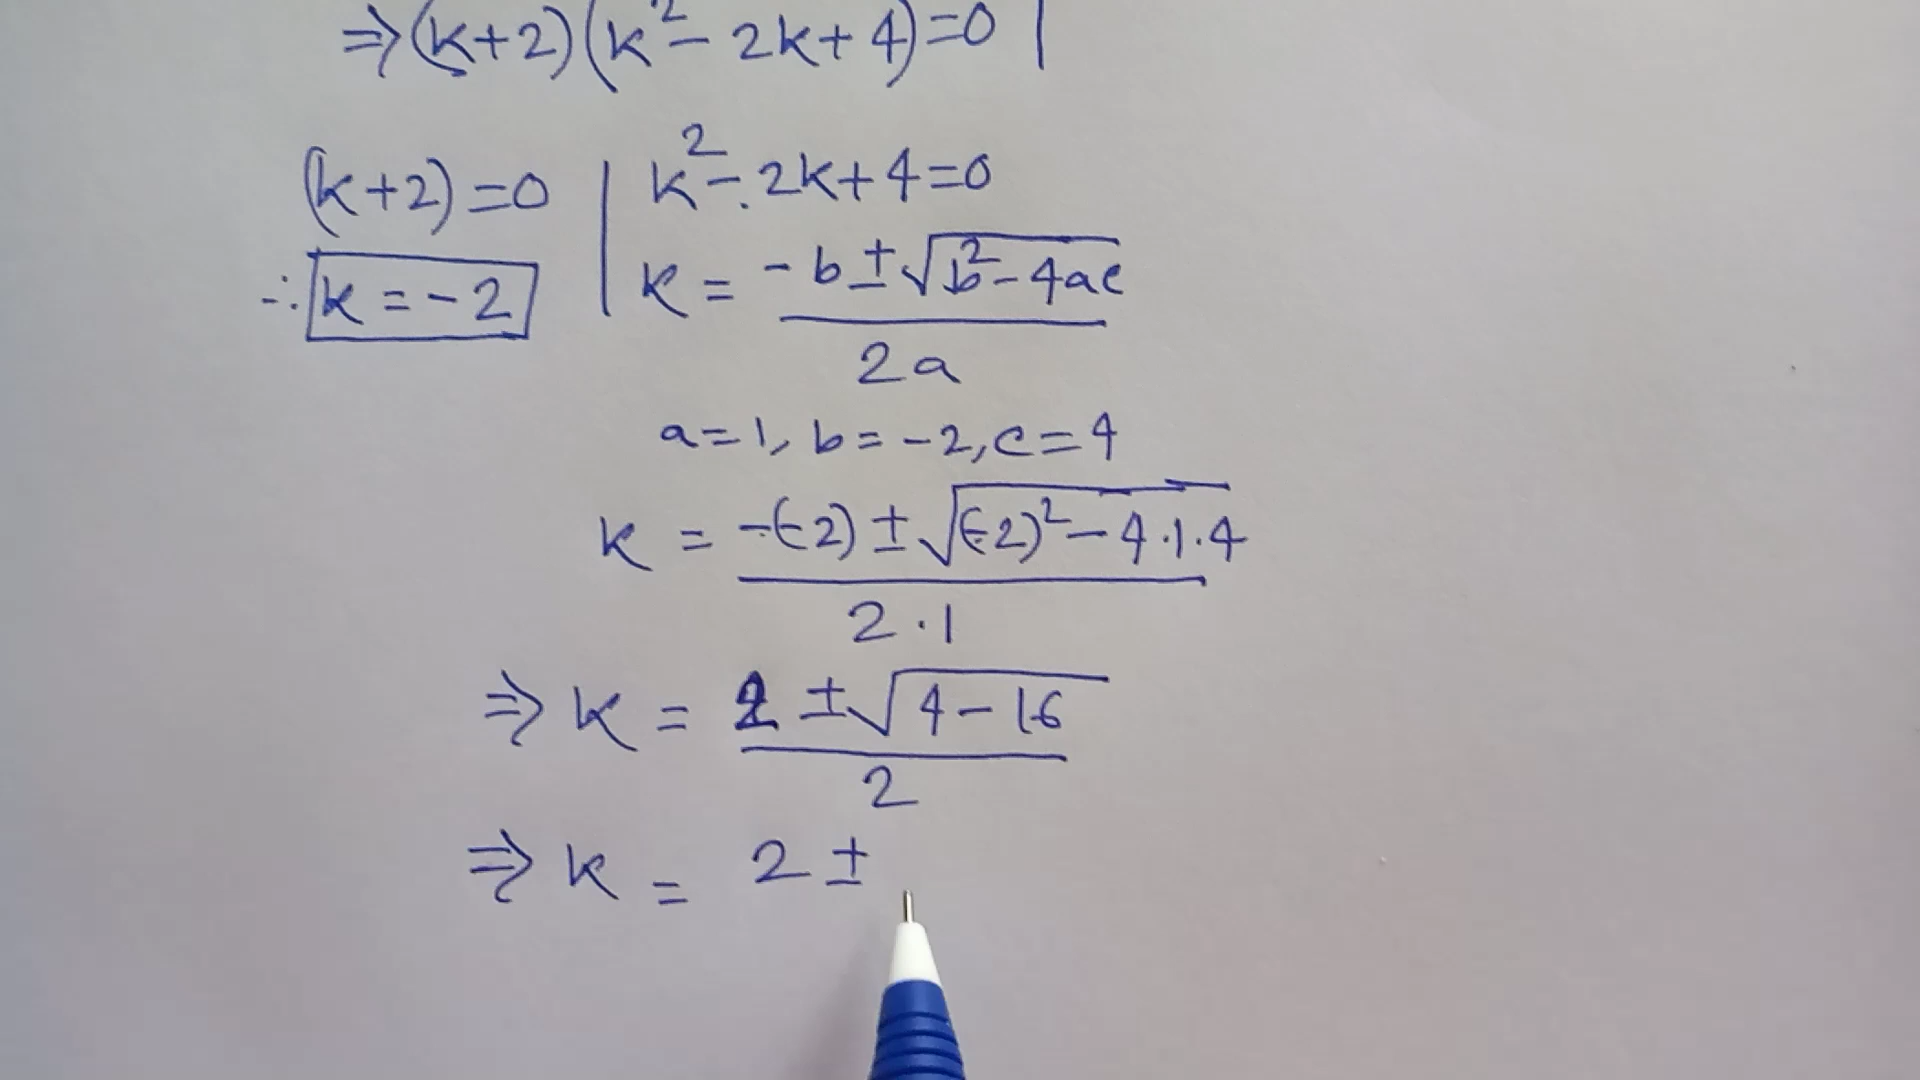 ⇒(k+2)(k²-2k+4)=0 |
(k+2)=0 | k²-2k+4=0
∴ k=-2 | k = (-b±√(b²-4ac))/2a
a=1, b=-2, c=4
k = (-(-2)±√((-2)²-4·1·4))/(2·1)
⇒ k = (2±√(4-16))/2
⇒ k = 2±